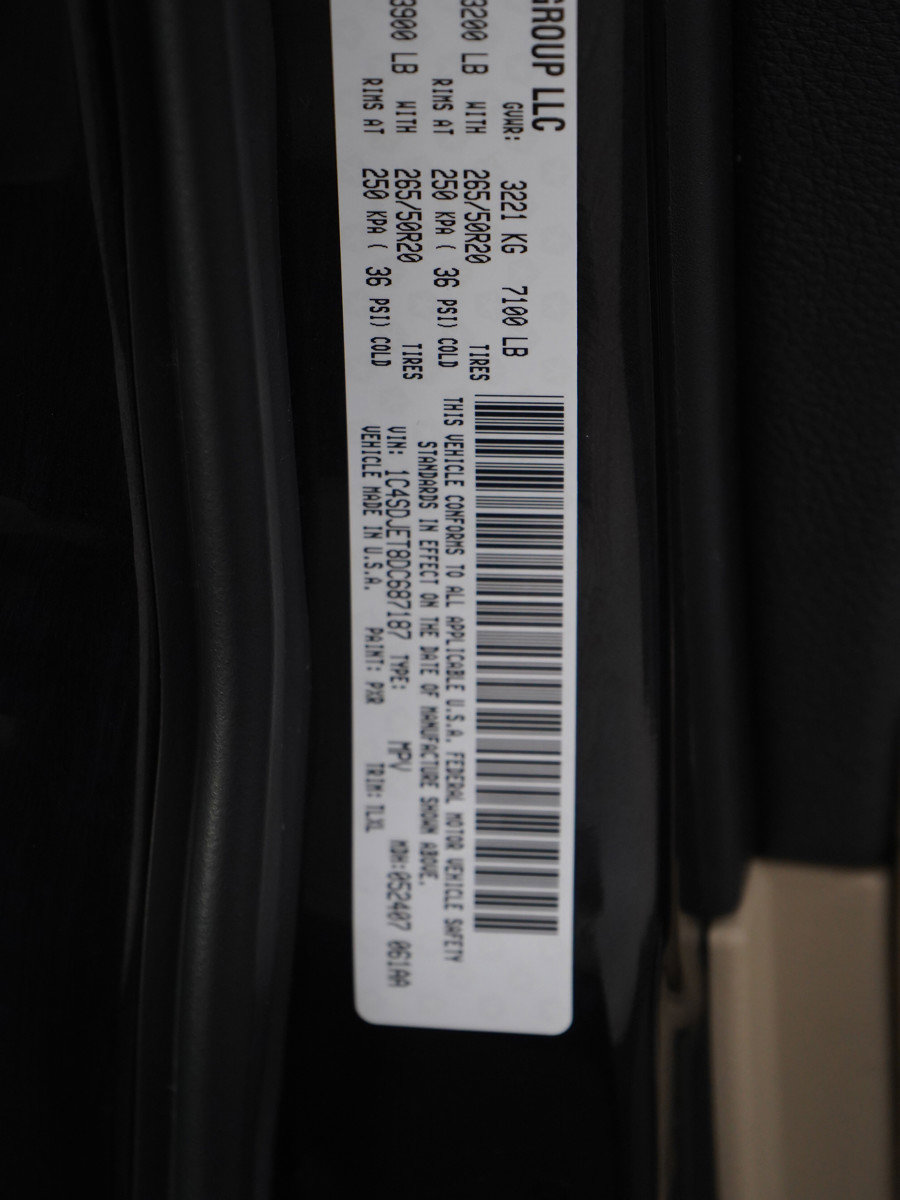 GROUP LLC
GVWR: 3221 KG 7100 LB
3200 LB WITH 265/50R20 TIRES
RIMS AT 250 KPA ( 36 PSI) COLD
3900 LB WITH 265/50R20 TIRES
RIMS AT 250 KPA ( 36 PSI) COLD
THIS VEHICLE CONFORMS TO ALL APPLICABLE U.S.A. FEDERAL MOTOR VEHICLE SAFETY
STANDARDS IN EFFECT ON THE DATE OF MANUFACTURE SHOWN ABOVE.
VIN: 1C4SDJET8DC687187 TYPE: MPV MDH:052407 061AA
VEHICLE MADE IN U.S.A. PAINT: PXR TRIM: TLXL